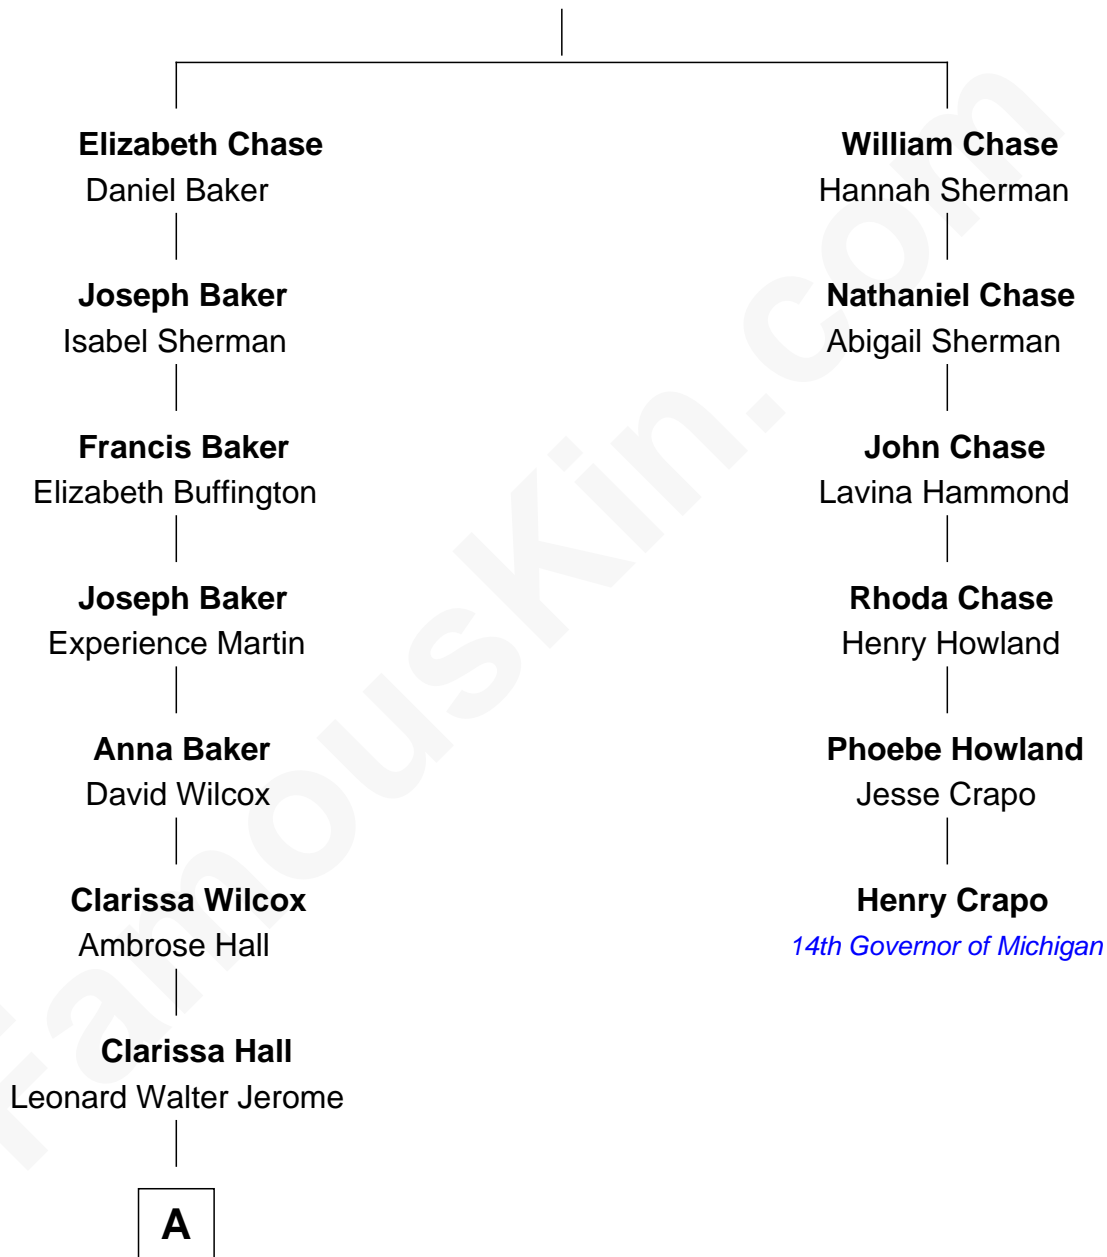 Elizabeth Chase
Daniel Baker
Joseph Baker
Isabel Sherman
Francis Baker
Elizabeth Buffington
Joseph Baker
Experience Martin
Anna Baker
David Wilcox
Clarissa Wilcox
Ambrose Hall
Clarissa Hall
Leonard Walter Jerome
A
William Chase
Hannah Sherman
Nathaniel Chase
Abigail Sherman
John Chase
Lavina Hammond
Rhoda Chase
Henry Howland
Phoebe Howland
Jesse Crapo
Henry Crapo
14th Governor of Michigan
FamousKin.com